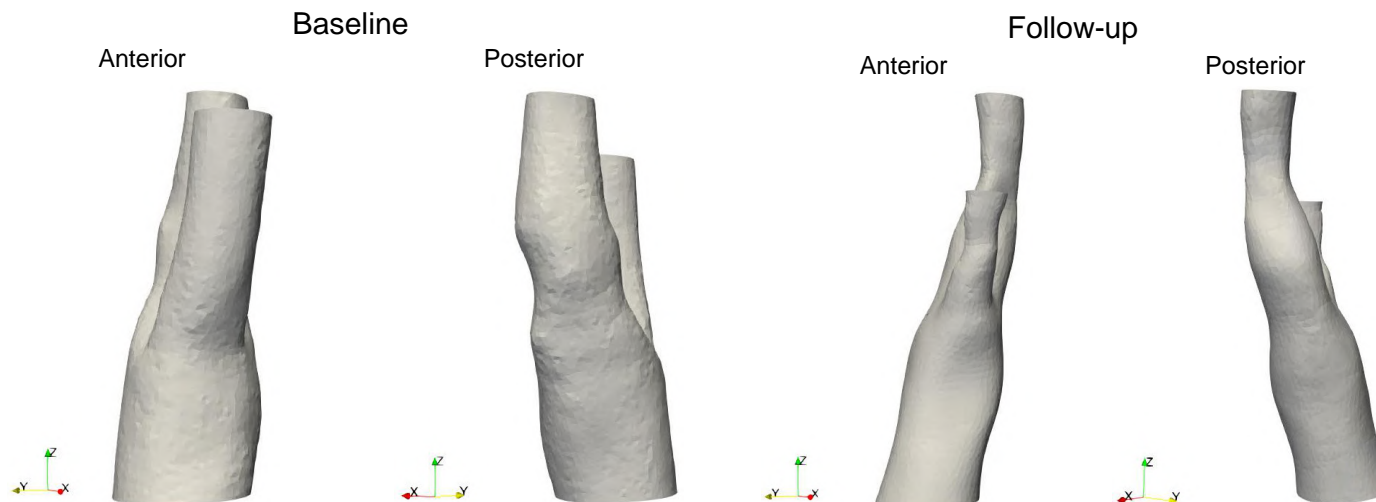 Baseline
Follow-up
Anterior
Posterior
Anterior
Posterior
Z
Y
X
Z
X
Y
Z
Y
X
Z
X
Y